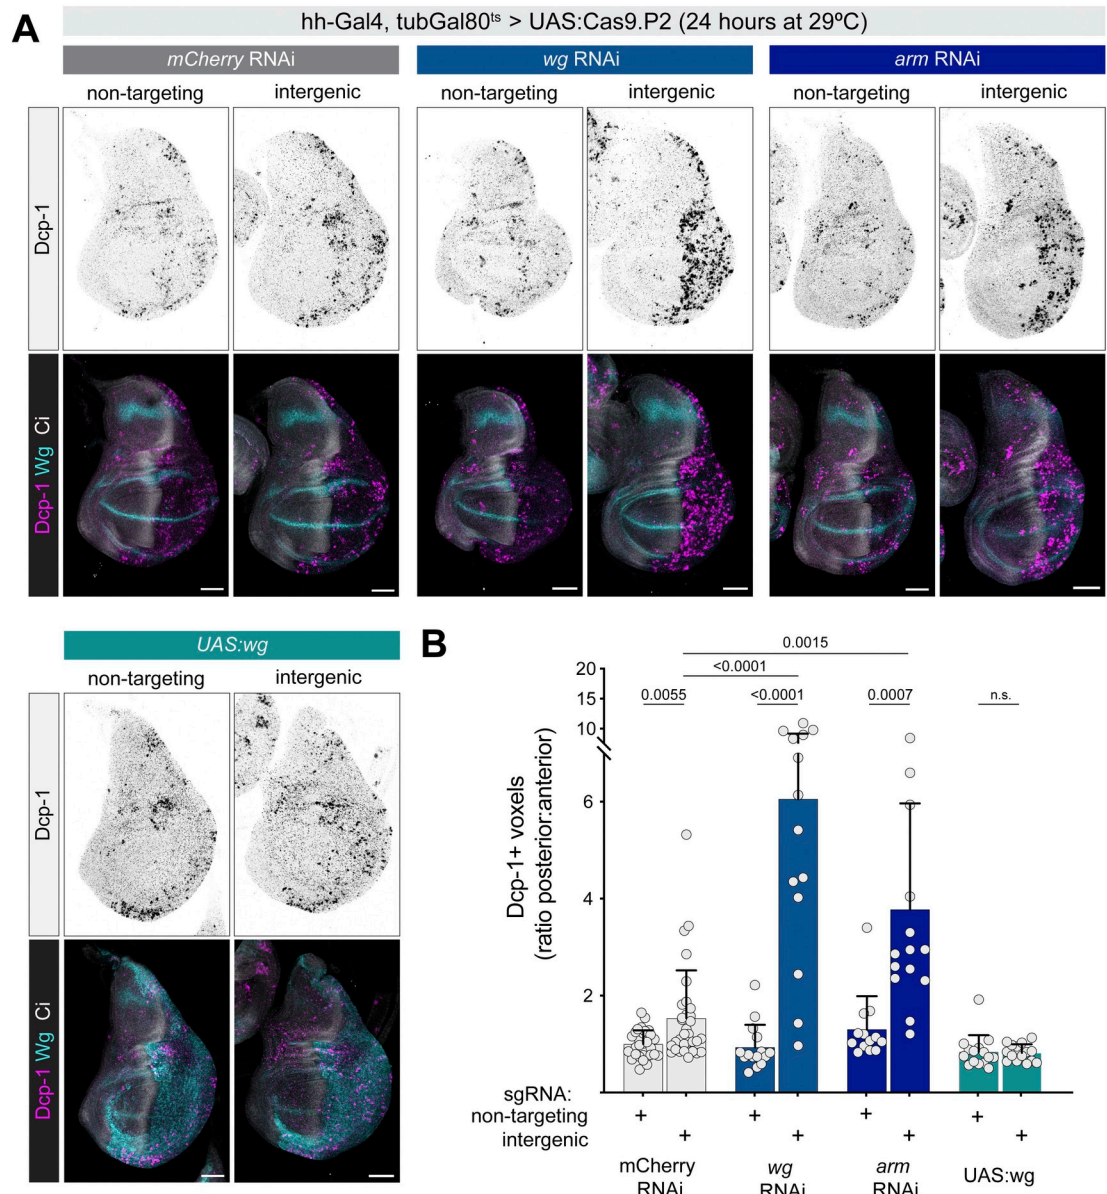 A
hh-Gal4, tubGal80ts > UAS:Cas9.P2 (24 hours at 29ºC)
mCherry RNAi
wg RNAi
arm RNAi
non-targeting
intergenic
non-targeting
intergenic
non-targeting
intergenic
Dcp-1
Dcp-1 Wg Ci
UAS:wg
non-targeting
intergenic
Dcp-1
Dcp-1 Wg Ci
B
0.0015
<0.0001
0.0055
<0.0001
0.0007
n.s.
20
15
10
6
4
2
Dcp-1+ voxels
(ratio posterior:anterior)
sgRNA:
non-targeting + + + +
intergenic + + + +
mCherry
RNAi
wg
RNAi
arm
RNAi
UAS:wg